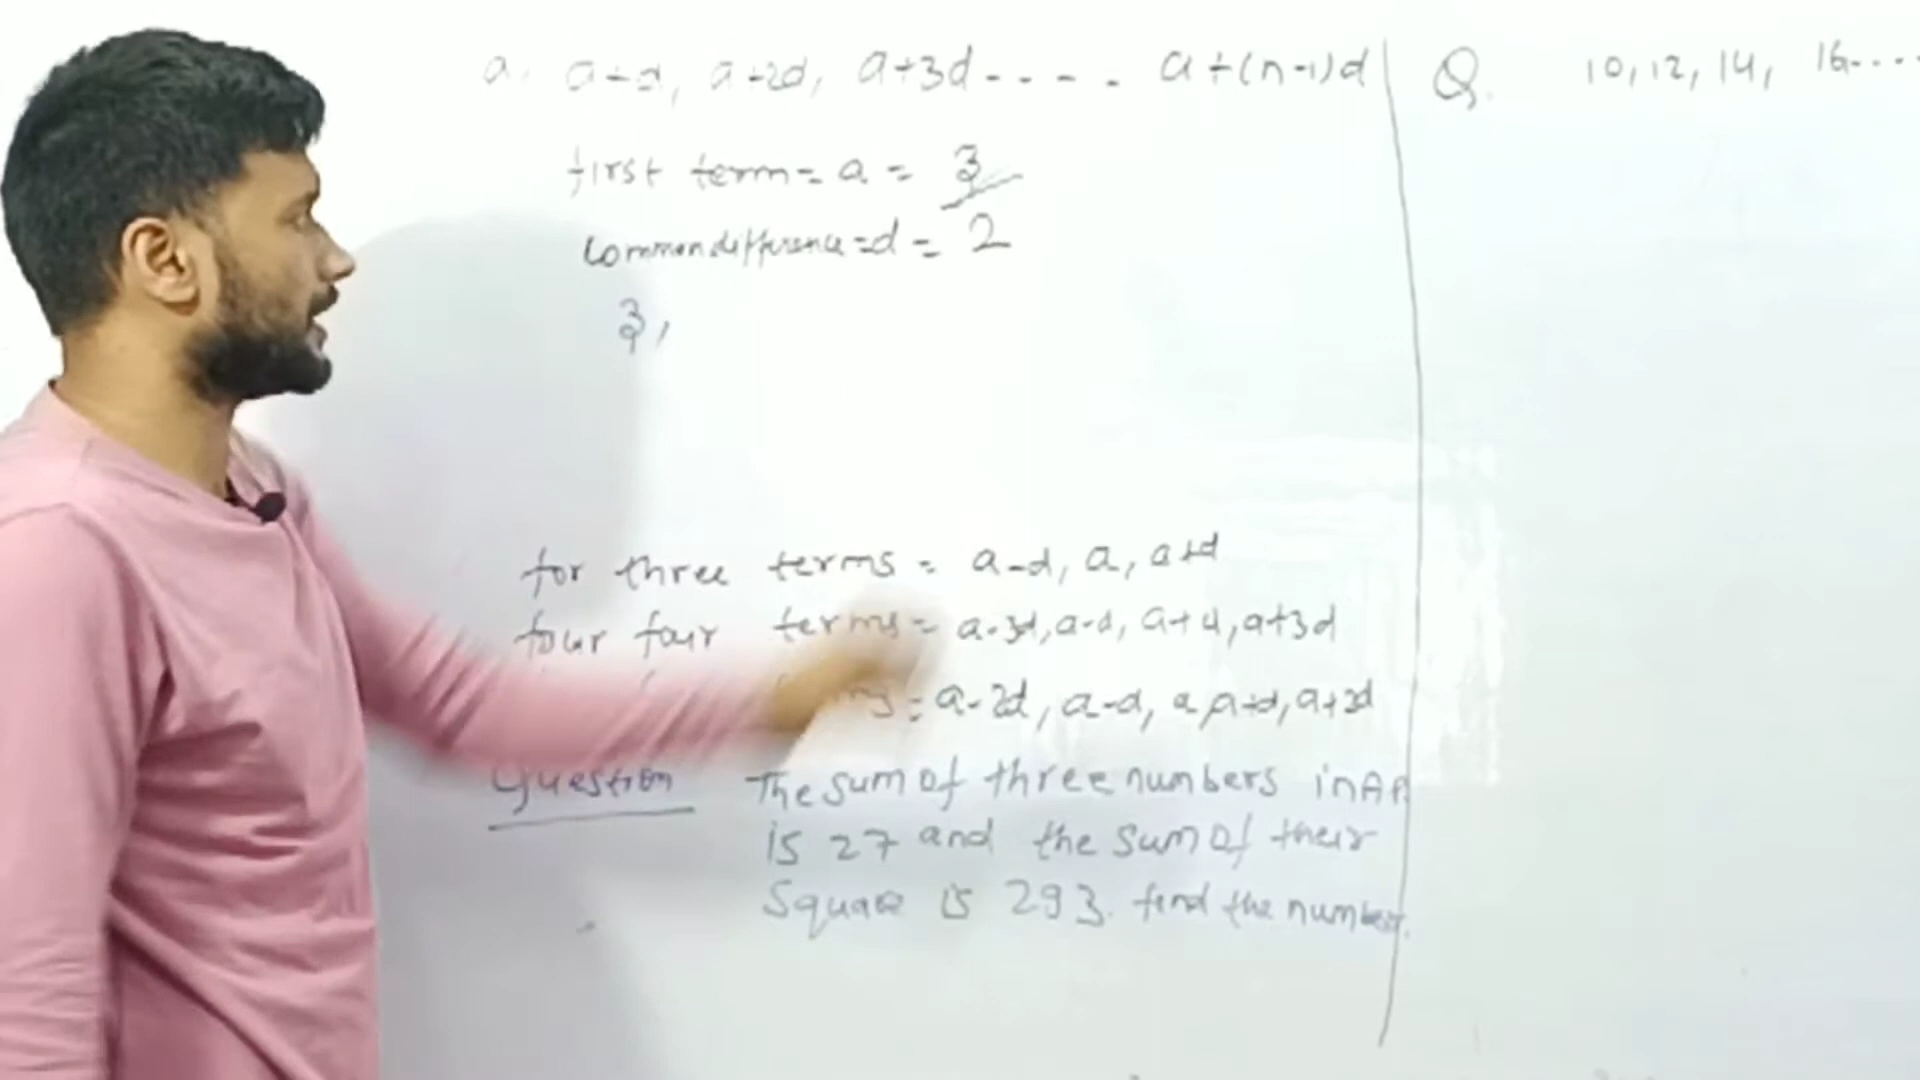 a, a+d, a+2d, a+3d----. a+(n-1)d
first term = a = 3
common difference = d = 2
3,
for three terms = a-d, a, a+d
four four terms = a-3d, a-d, a+d, a+3d
= a-2d, a-d, a, a+d, a+2d
Question The sum of three numbers in AP
is 27 and the sum of their
Square is 293. find the number.
Q. 10, 12, 14, 16....